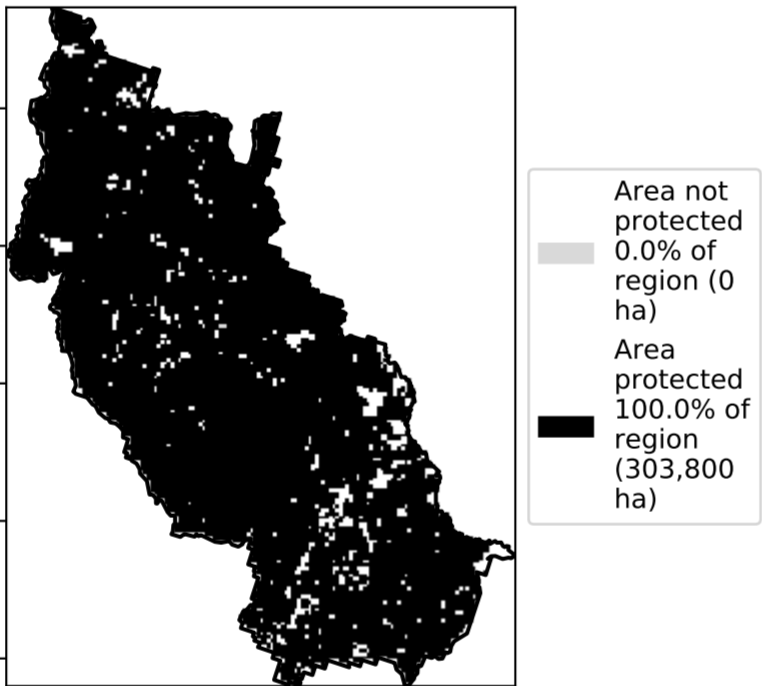 Area not
protected
0.0% of
region (0
ha)
Area
protected
100.0% of
region
(303,800
ha)